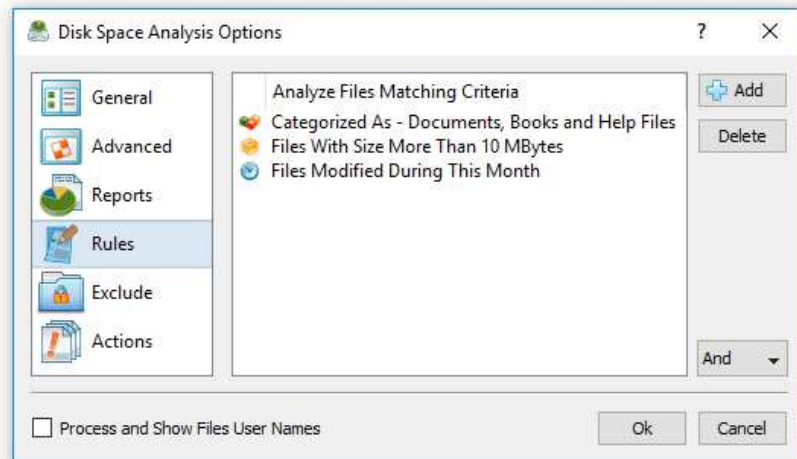 Disk Space Analysis Options
?
General
Advanced
Reports
Rules
Exclude
Actions
Analyze Files Matching Criteria
Categorized As - Documents, Books and Help Files
Files With Size More Than 10 MBytes
Files Modified During This Month
Add
Delete
And
Process and Show Files User Names
Ok
Cancel